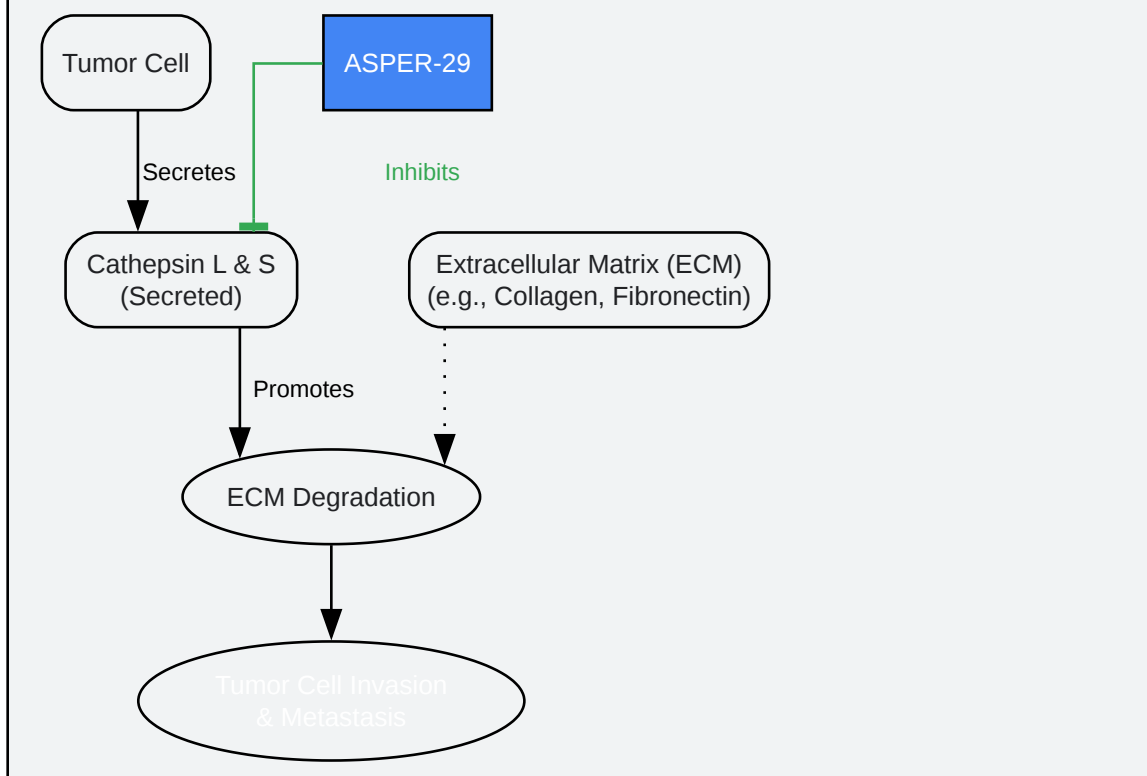 Tumor Cell
ASPER-29
Secretes
Inhibits
Cathepsin L & S
(Secreted)
Extracellular Matrix (ECM)
(e.g., Collagen, Fibronectin)
Promotes
ECM Degradation
Tumor Cell Invasion
& Metastasis